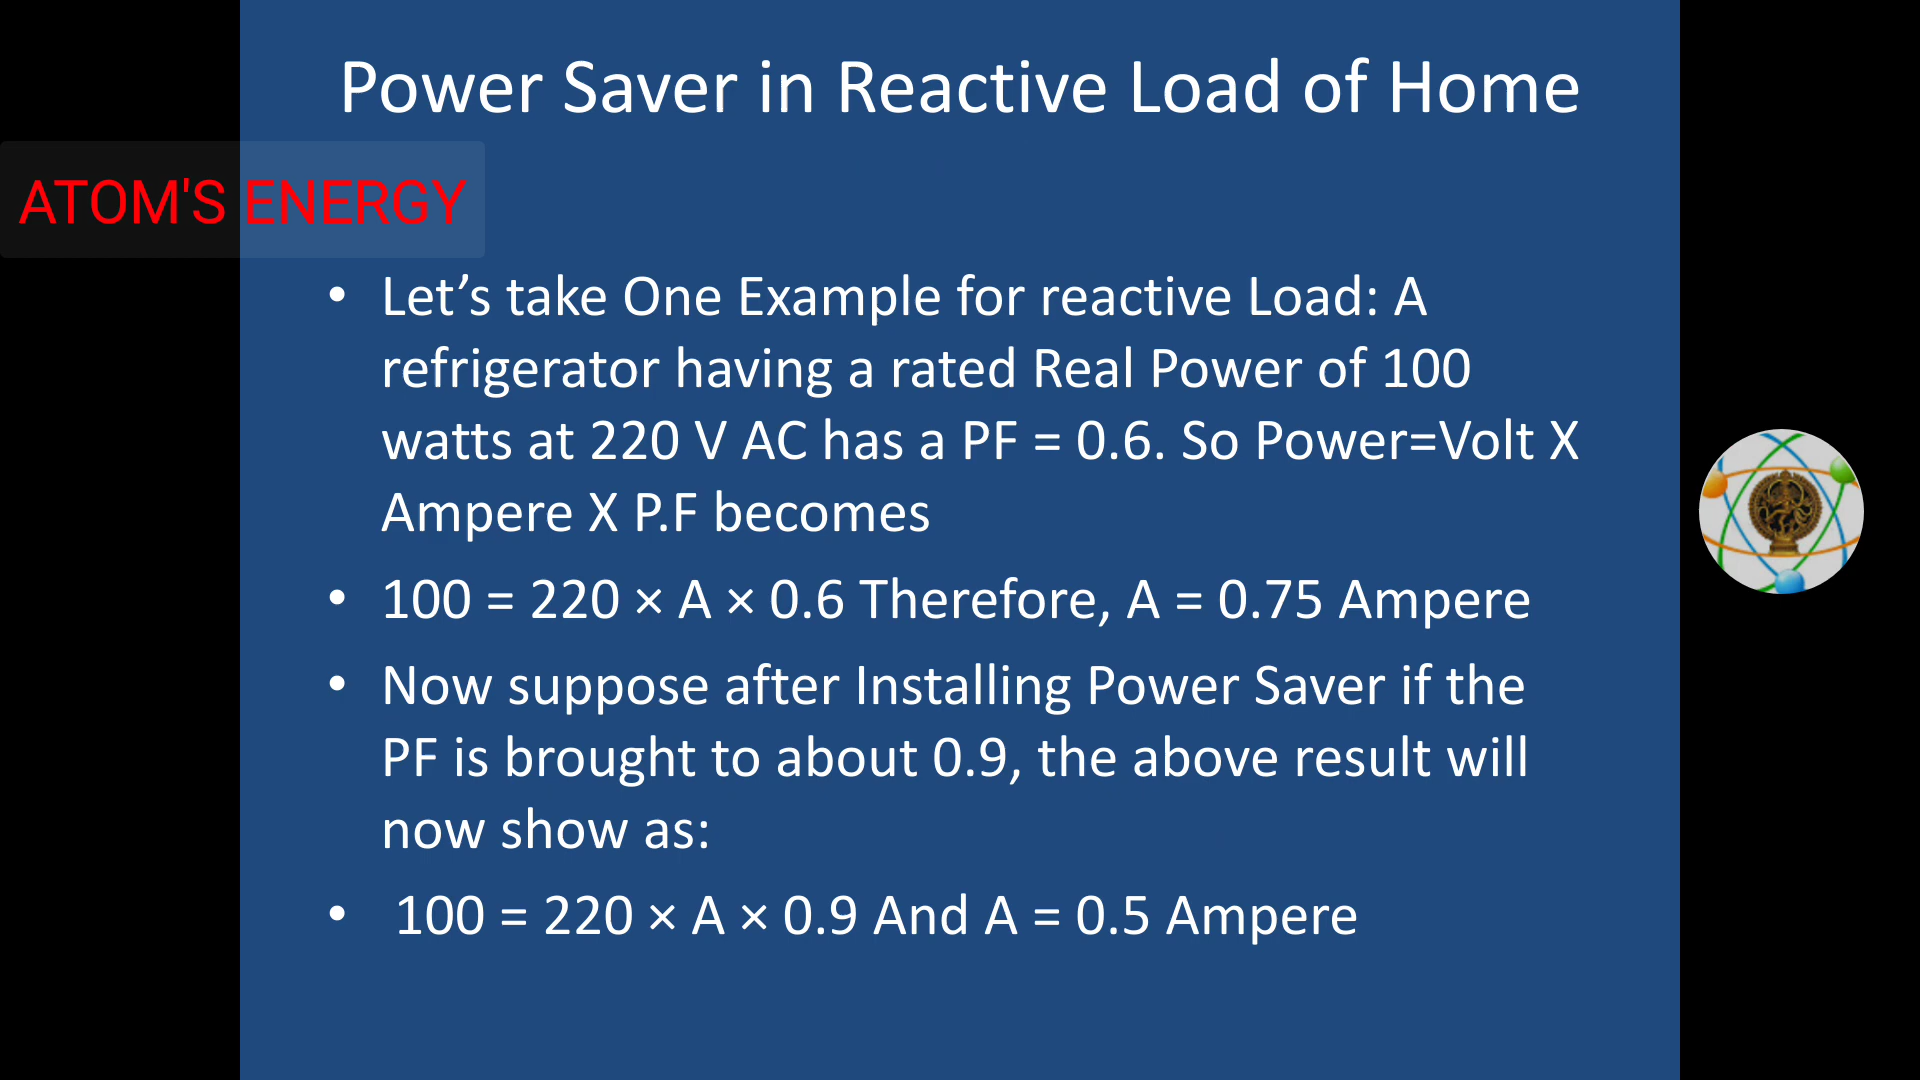 Power Saver in Reactive Load of Home
ATOM'S ENERGY
• Let’s take One Example for reactive Load: A
refrigerator having a rated Real Power of 100
watts at 220 V AC has a PF = 0.6. So Power=Volt X
Ampere X P.F becomes
• 100 = 220 × A × 0.6 Therefore, A = 0.75 Ampere
• Now suppose after Installing Power Saver if the
PF is brought to about 0.9, the above result will
now show as:
• 100 = 220 × A × 0.9 And A = 0.5 Ampere